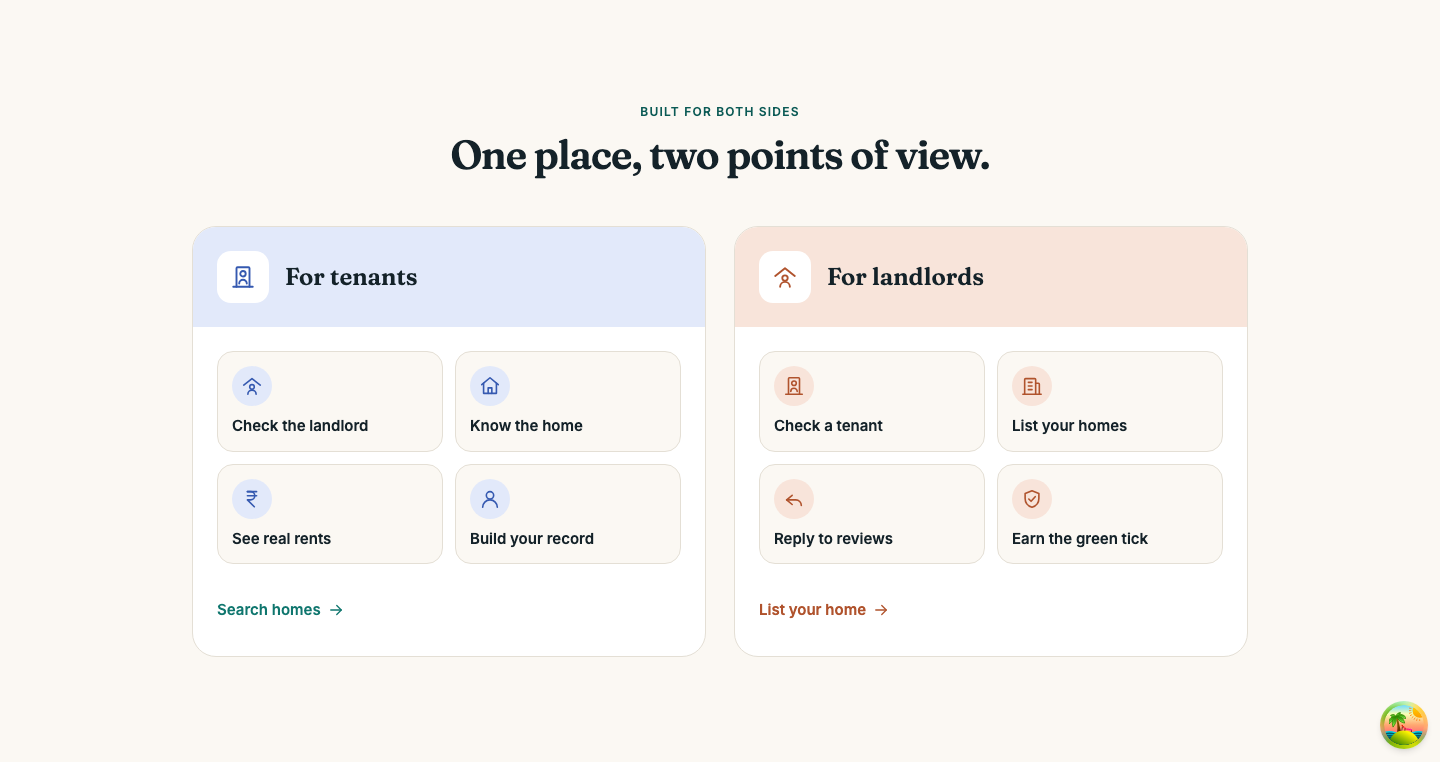 BUILT FOR BOTH SIDES
One place, two points of view.
For tenants
Check the landlord
Know the home
See real rents
Build your record
Search homes →
For landlords
Check a tenant
List your homes
Reply to reviews
Earn the green tick
List your home →